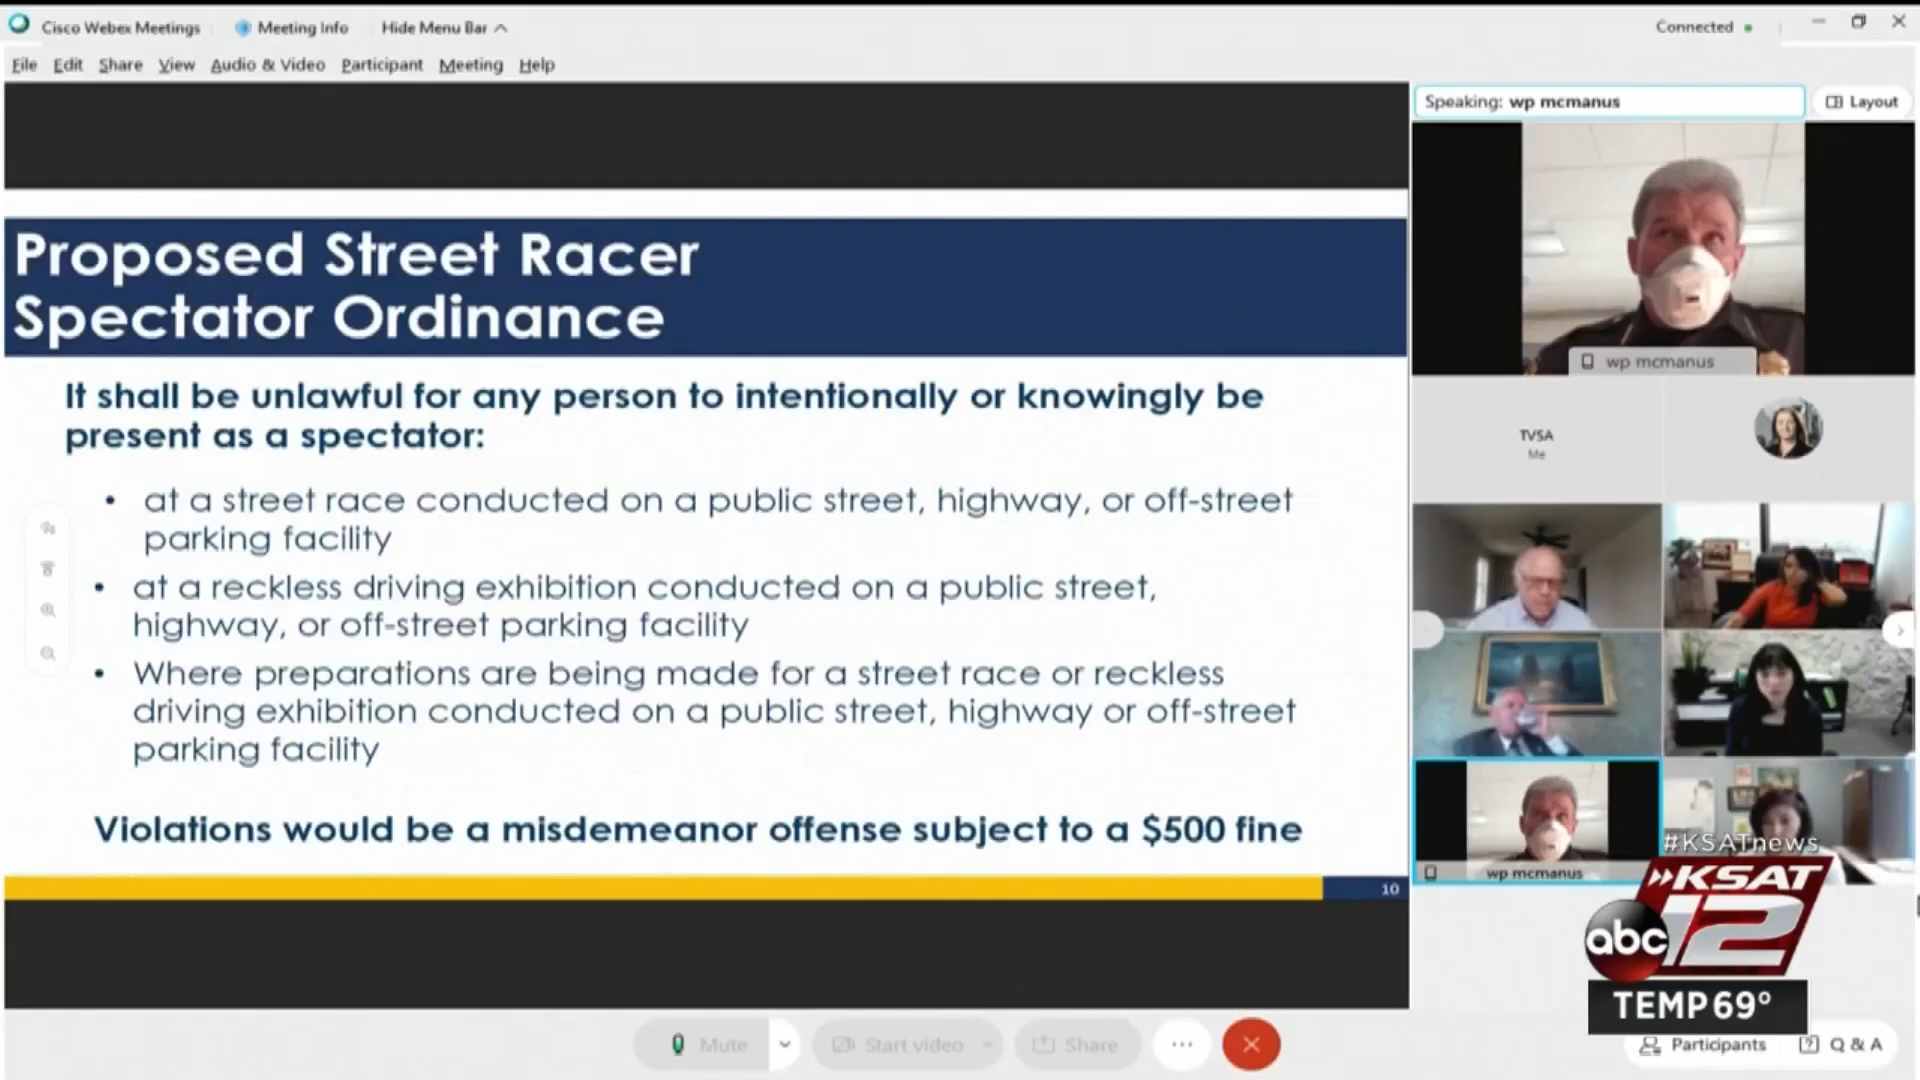 Cisco Webex Meetings
Meeting Info
Hide Menu Bar
Connected
File Edit Share View Audio & Video Participant Meeting Help
Speaking: wp mcmanus
Layout
Proposed Street Racer
Spectator Ordinance
wp mcmanus
It shall be unlawful for any person to intentionally or knowingly be
present as a spectator:
TVSA
Me
• at a street race conducted on a public street, highway, or off-street
parking facility
• at a reckless driving exhibition conducted on a public street,
highway, or off-street parking facility
• Where preparations are being made for a street race or reckless
driving exhibition conducted on a public street, highway or off-street
parking facility
Violations would be a misdemeanor offense subject to a $500 fine
10
wp mcmanus
#KSATnews
KSAT
abc 12
TEMP 69°
Mute
Start video
Share
Participants
Q & A